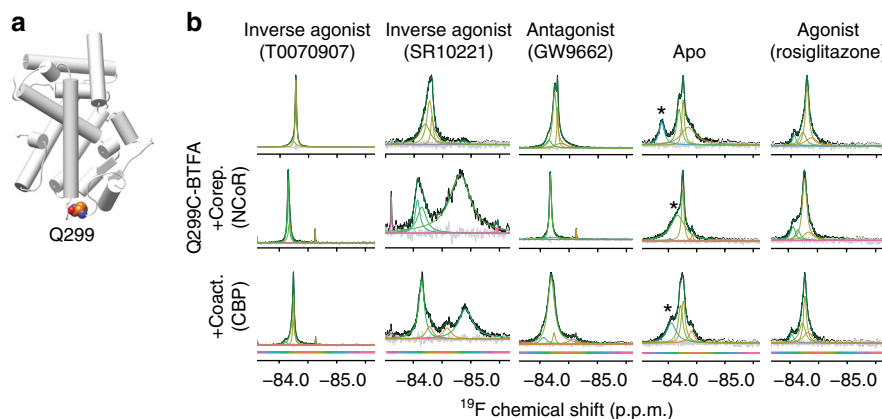 a
Q299
b
Inverse agonist
(T0070907)
Inverse agonist
(SR10221)
Antagonist
(GW9662)
Apo
Agonist
(rosiglitazone)
Q299C-BTFA
+Corep.
(NCoR)
+Coact.
(CBP)
*
*
*
−84.0 −85.0 −84.0 −85.0 −84.0 −85.0 −84.0 −85.0 −84.0 −85.0
19F chemical shift (p.p.m.)